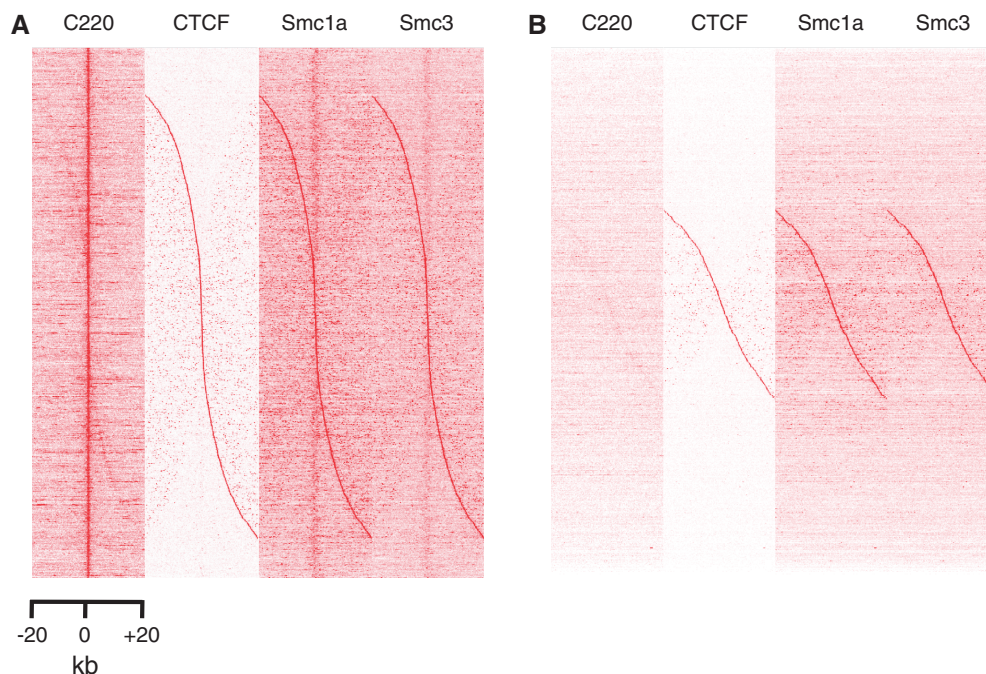 A C220 CTCF Smc1a Smc3
B C220 CTCF Smc1a Smc3
-20 0 +20
kb